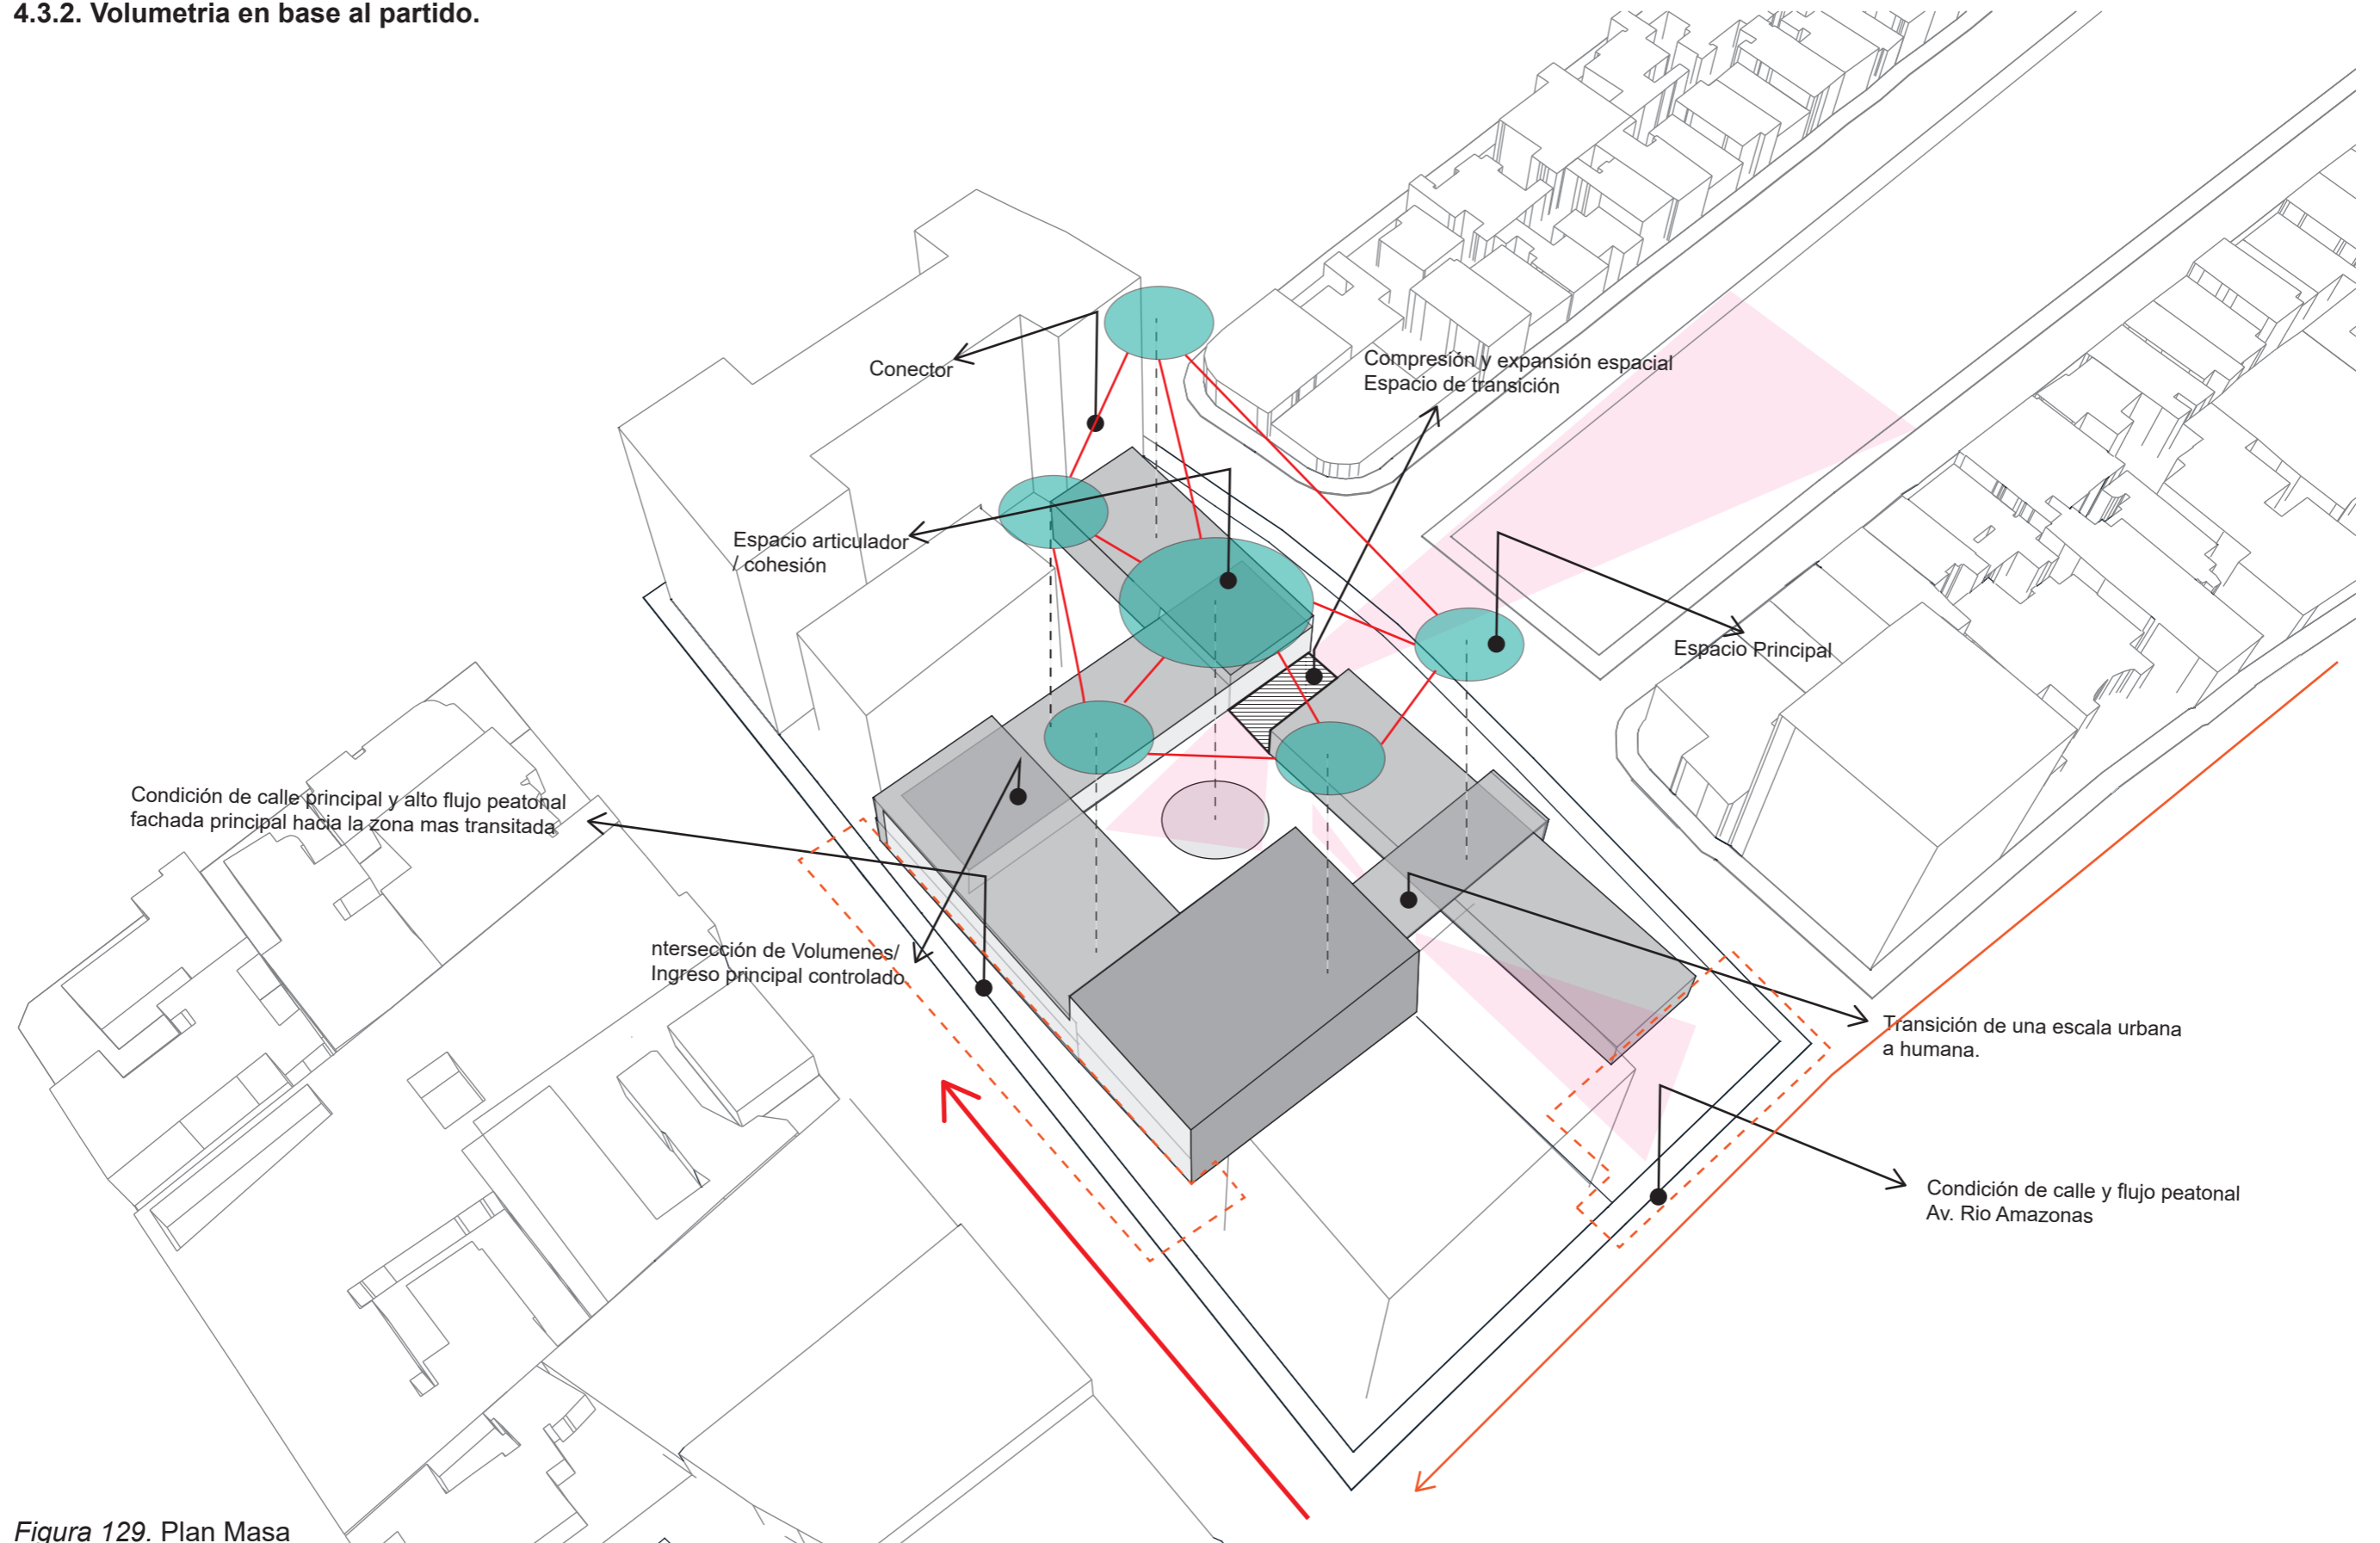 4.3.2. Volumetria en base al partido.
Conector
Compresión y expansión espacial
Espacio de transición
Espacio articulador
/ cohesión
Espacio Principal
Condición de calle principal y alto flujo peatonal
fachada principal hacia la zona mas transitada
ntersección de Volumenes/
Ingreso principal controlado
Transición de una escala urbana
a humana.
Condición de calle y flujo peatonal
Av. Rio Amazonas
Figura 129. Plan Masa